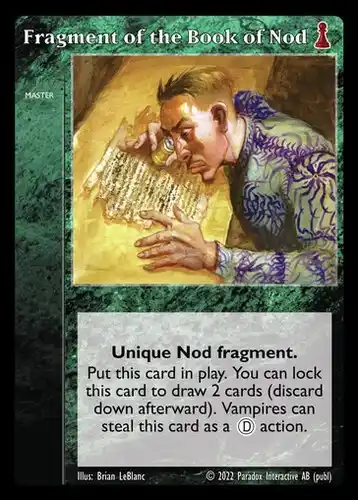 Fragment of the Book of Nod
MASTER
Unique Nod fragment.
Put this card in play. You can lock
this card to draw 2 cards (discard
down afterward). Vampires can
steal this card as a Ⓓ action.
Illus: Brian LeBlanc © 2022 Paradox Interactive AB (publ)